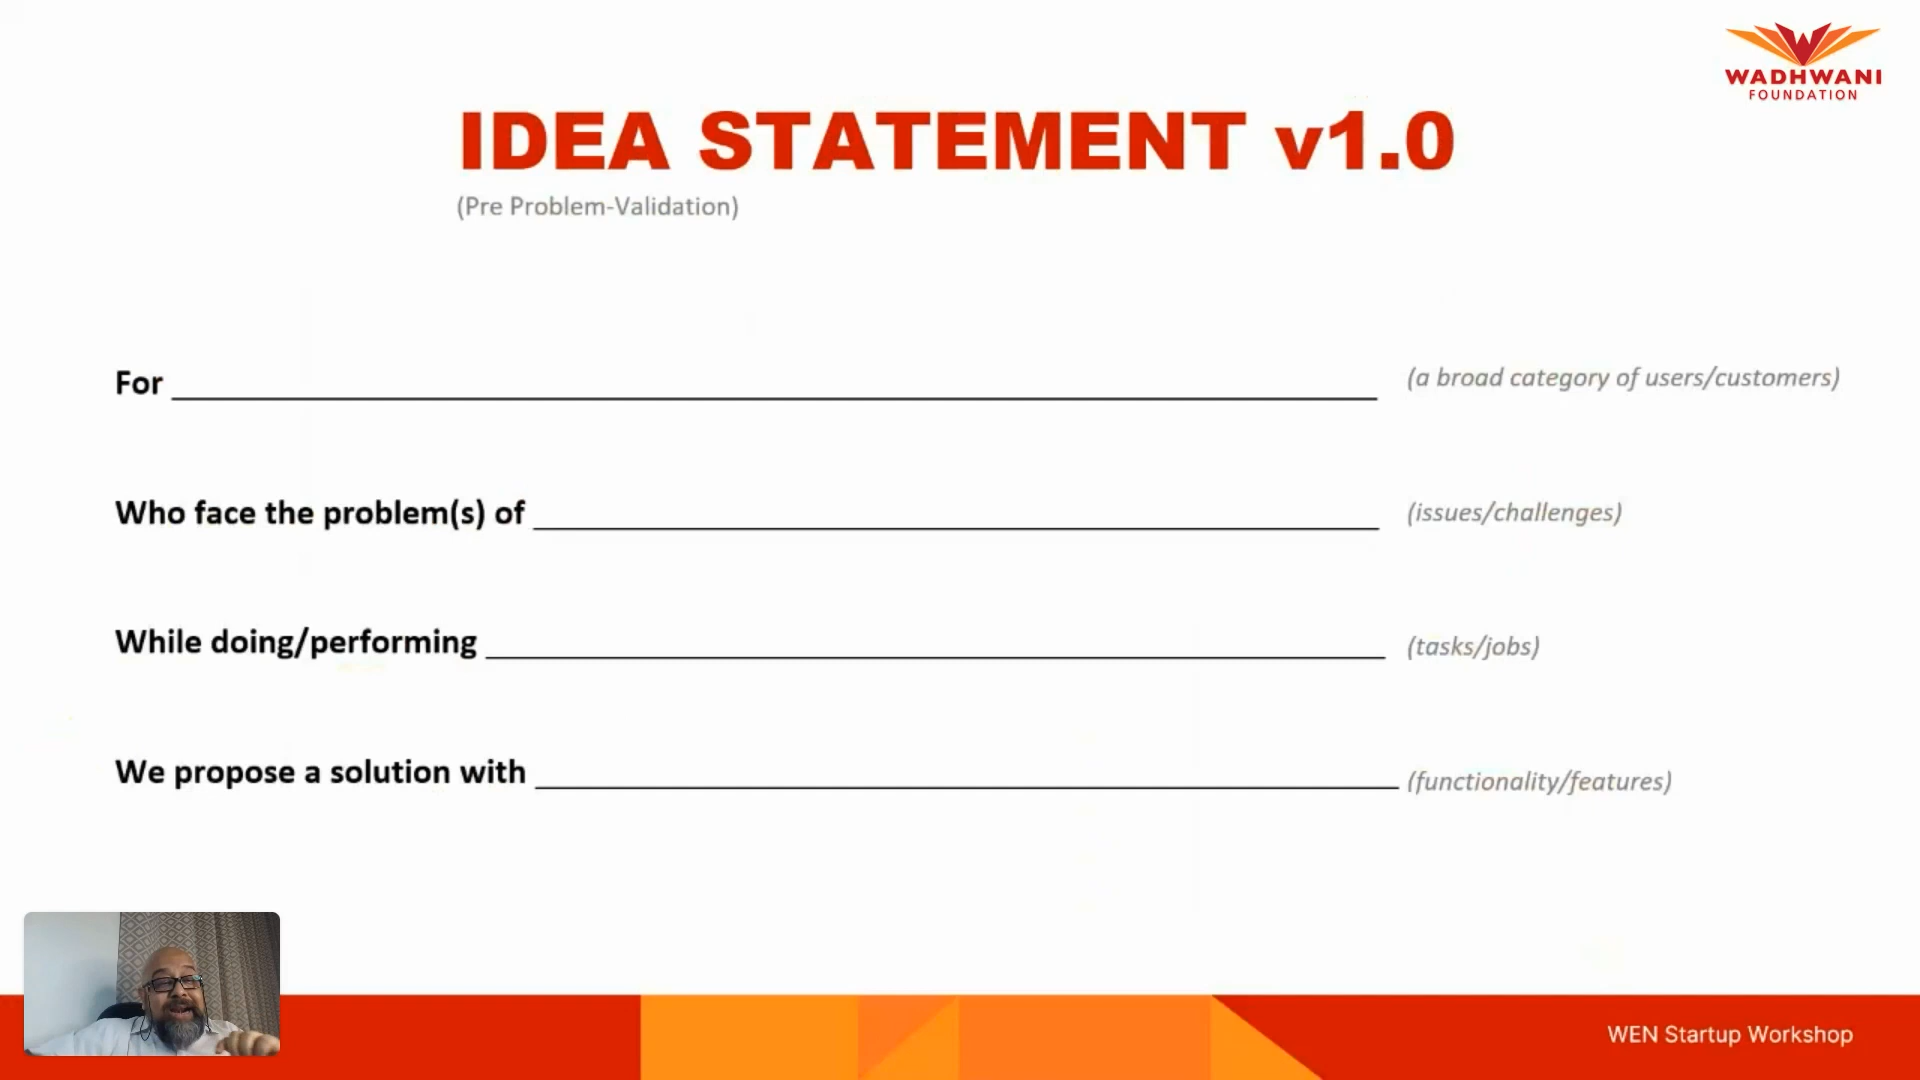 WADHWANI
FOUNDATION
IDEA STATEMENT v1.0
(Pre Problem-Validation)
For ______ (a broad category of users/customers)
Who face the problem(s) of ______ (issues/challenges)
While doing/performing ______ (tasks/jobs)
We propose a solution with ______ (functionality/features)
WEN Startup Workshop